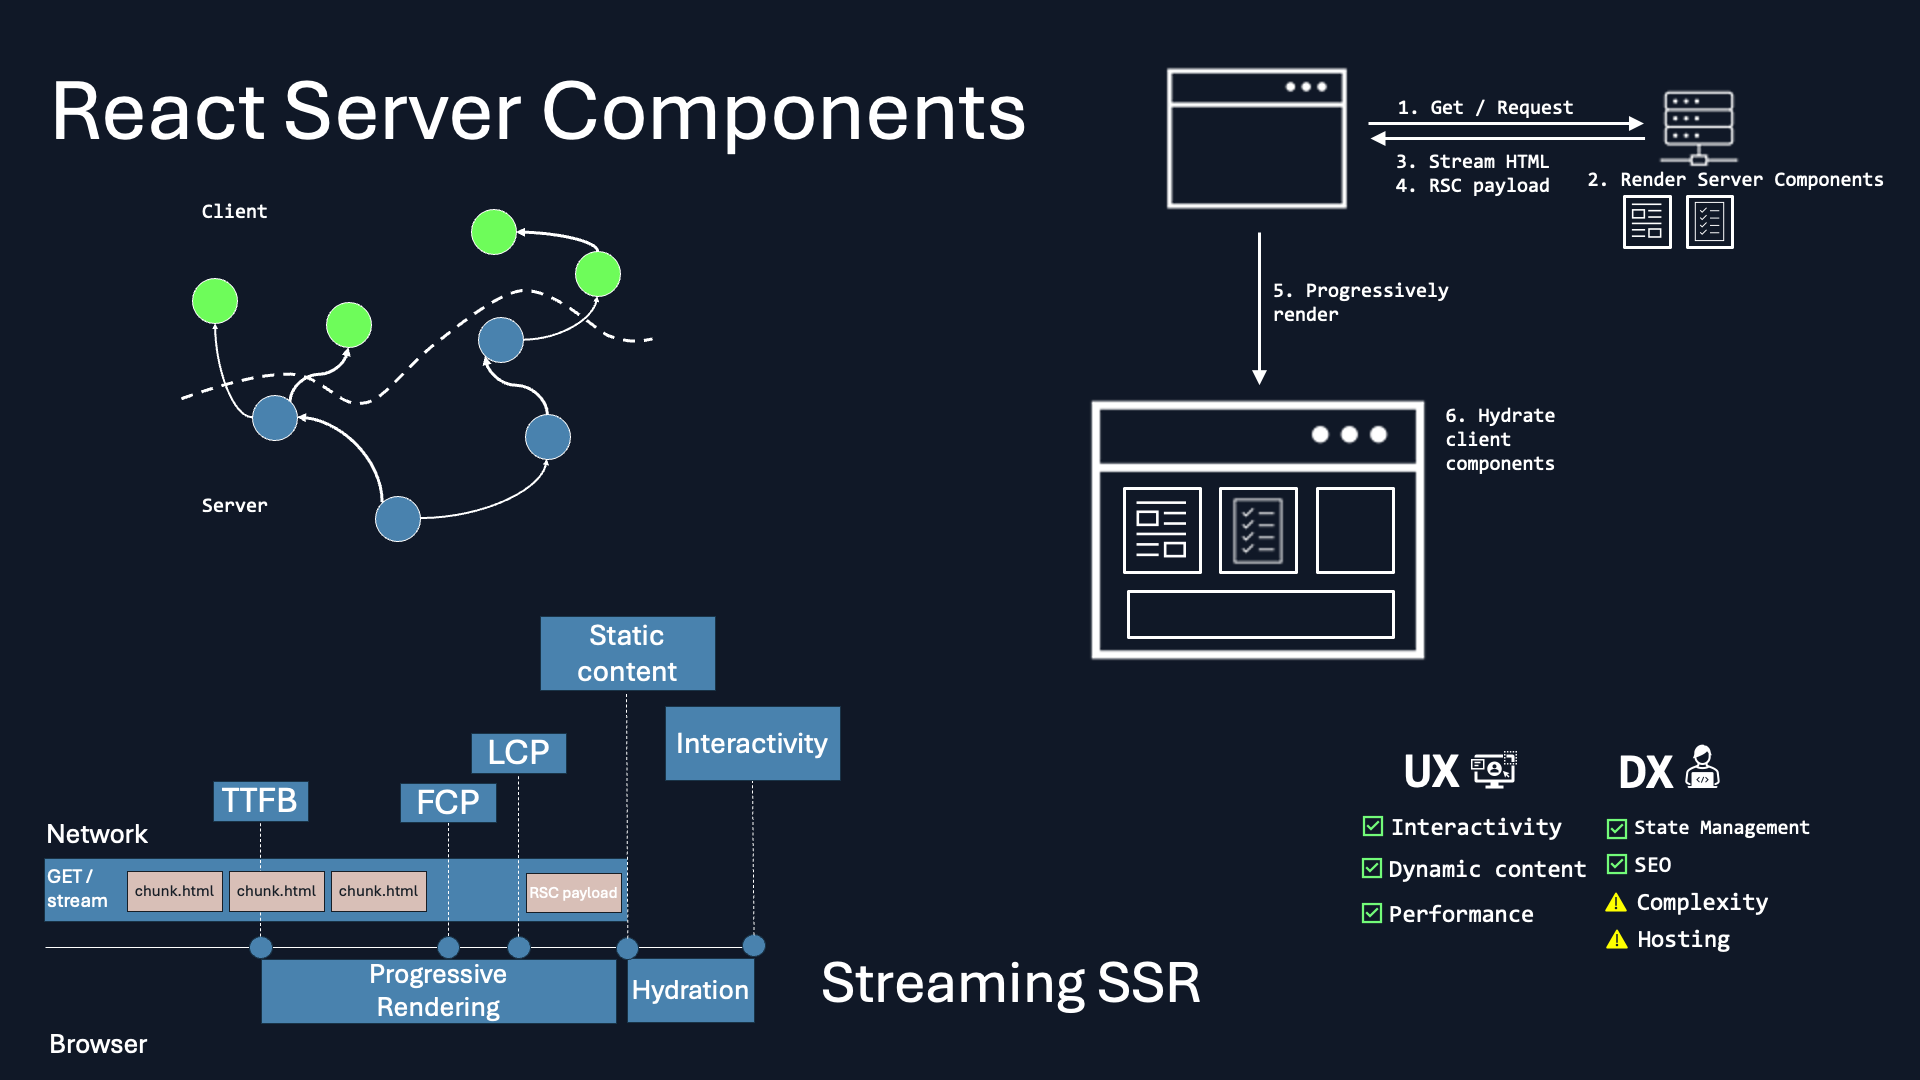 React Server Components
Client
Server
1. Get / Request
3. Stream HTML
4. RSC payload
2. Render Server Components
5. Progressively
render
6. Hydrate
client
components
Static
content
Interactivity
LCP
TTFB
FCP
Network
GET /
stream
chunk.html
chunk.html
chunk.html
RSC payload
Progressive
Rendering
Hydration
Browser
Streaming SSR
UX
Interactivity
Dynamic content
Performance
DX
State Management
SEO
Complexity
Hosting